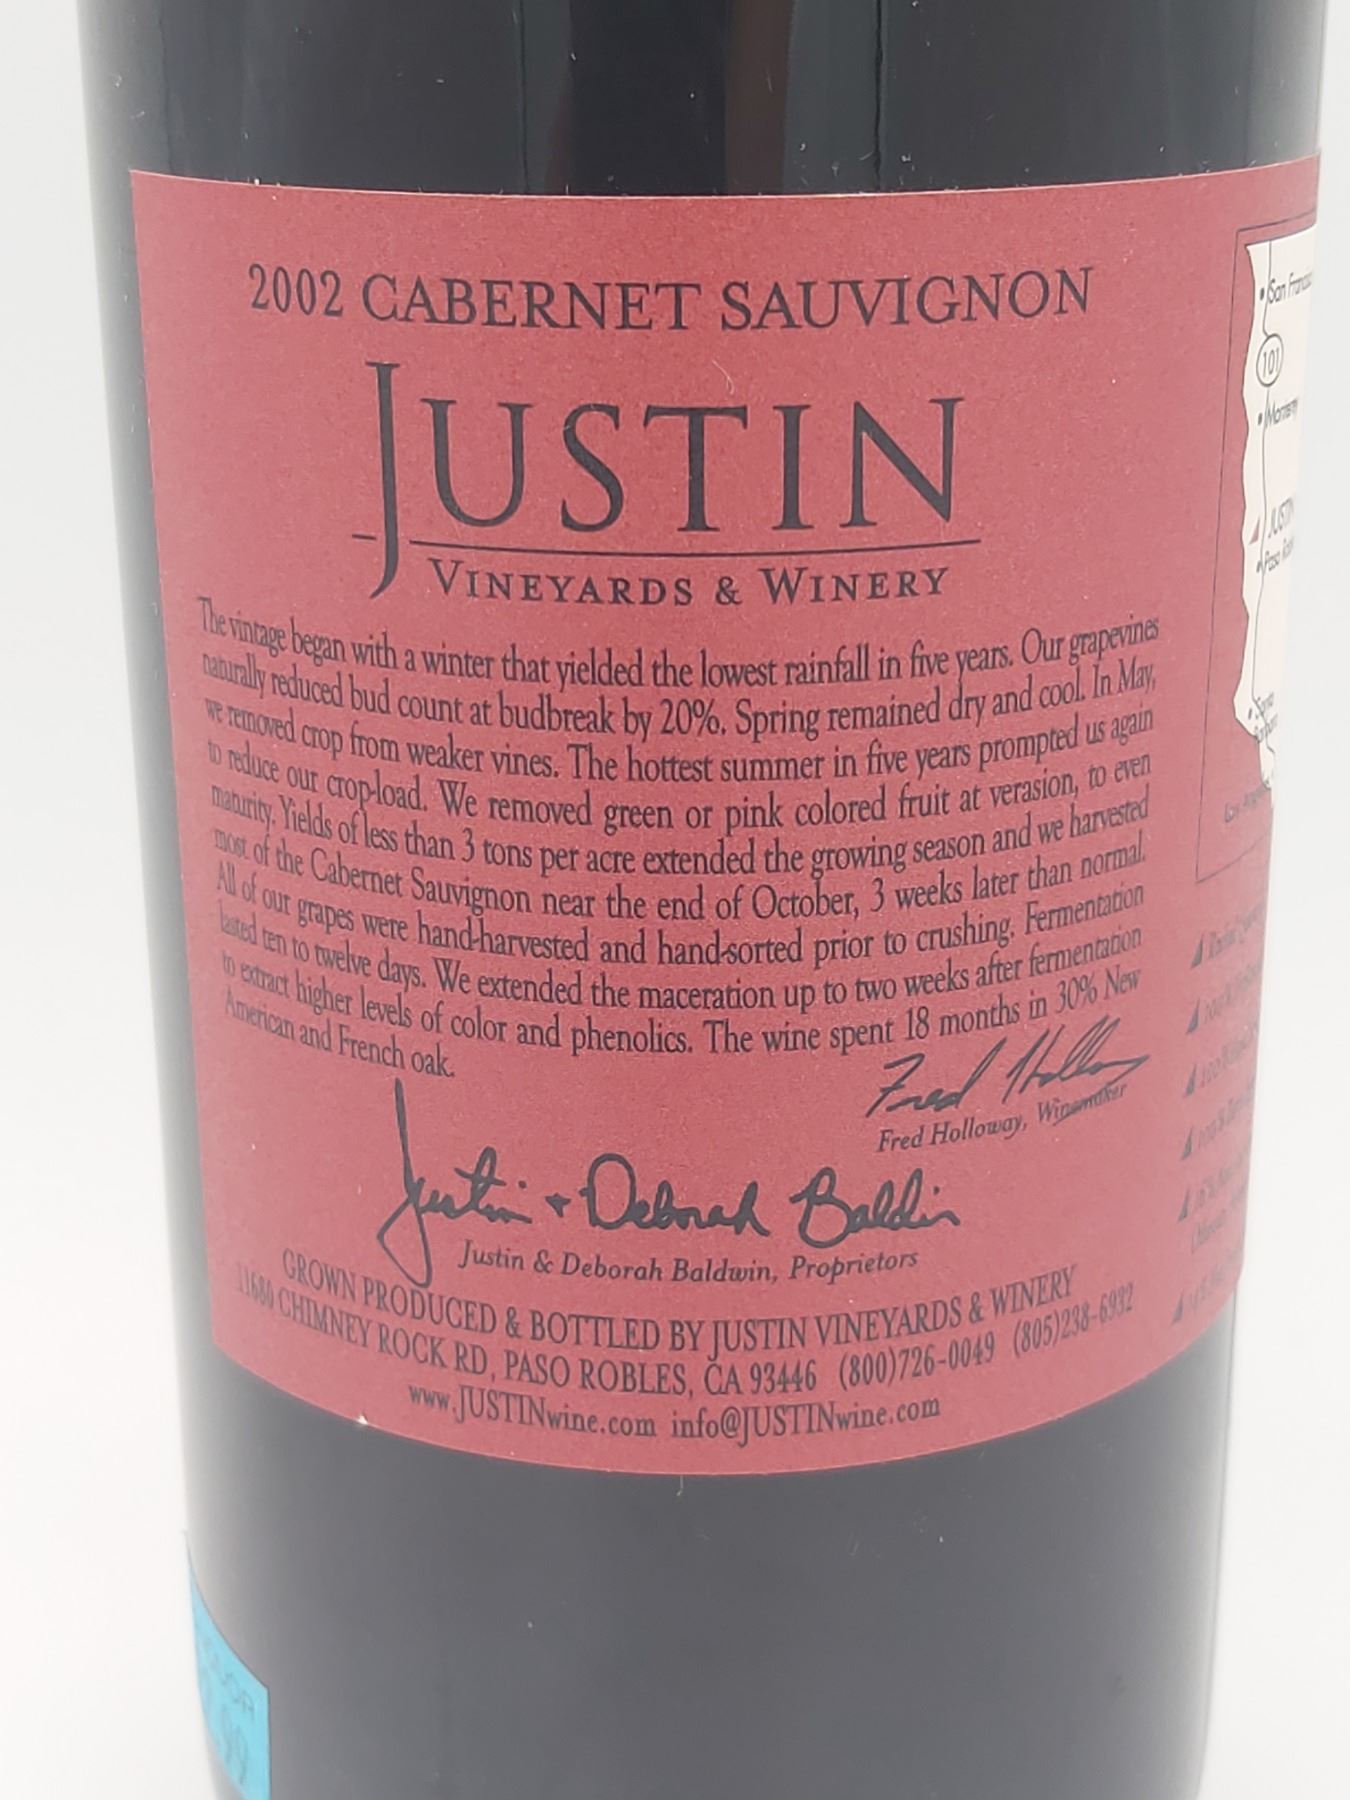 2002 CABERNET SAUVIGNON
JUSTIN
VINEYARDS & WINERY
The vintage began with a winter that yielded the lowest rainfall in five years. Our grapevines
naturally reduced bud count at budbreak by 20%. Spring remained dry and cool. In May,
we removed crop from weaker vines. The hottest summer in five years prompted us again
to reduce our crop-load. We removed green or pink colored fruit at verasion, to even
maturity. Yields of less than 3 tons per acre extended the growing season and we harvested
most of the Cabernet Sauvignon near the end of October, 3 weeks later than normal.
All of our grapes were hand-harvested and hand-sorted prior to crushing. Fermentation
lasted ten to twelve days. We extended the maceration up to two weeks after fermentation
to extract higher levels of color and phenolics. The wine spent 18 months in 30% New
American and French oak.
Fred Holloway
Fred Holloway, Winemaker
Justin + Deborah Baldwin
Justin & Deborah Baldwin, Proprietors
GROWN PRODUCED & BOTTLED BY JUSTIN VINEYARDS & WINERY
11680 CHIMNEY ROCK RD, PASO ROBLES, CA 93446 (800)726-0049 (805)238-6932
www.JUSTINwine.com info@JUSTINwine.com
San
101
Monterey
JUSTIN
Paso
Santa
100%
100%